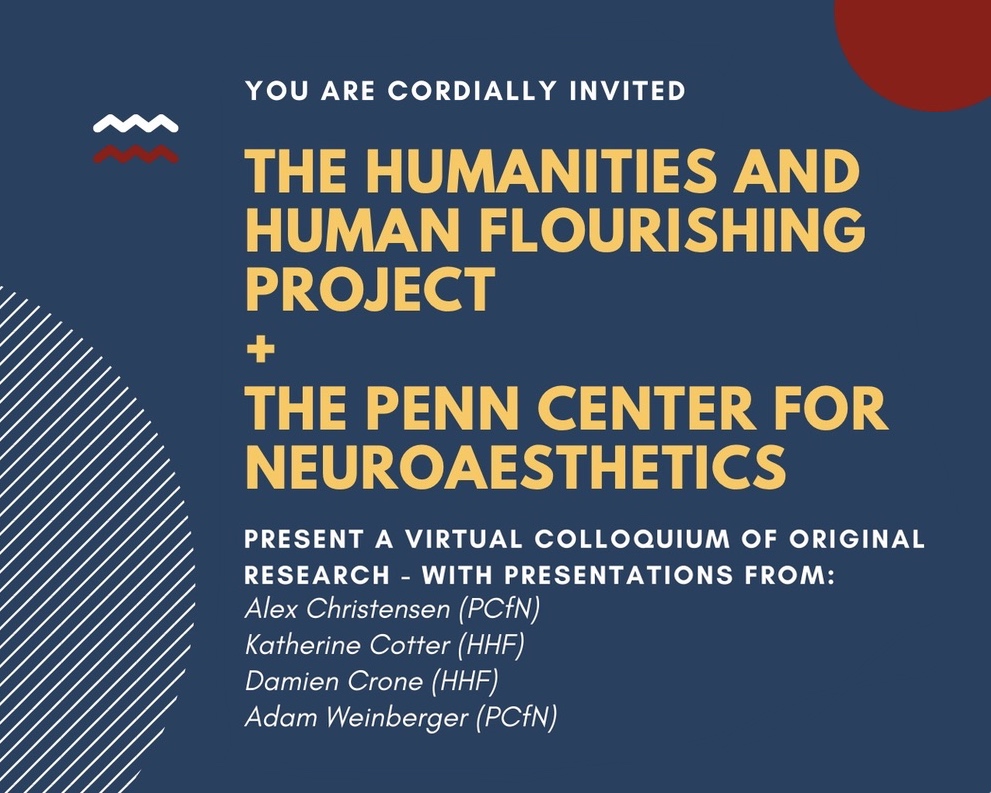 YOU ARE CORDIALLY INVITED
THE HUMANITIES AND
HUMAN FLOURISHING
PROJECT
+
THE PENN CENTER FOR
NEUROAESTHETICS
PRESENT A VIRTUAL COLLOQUIUM OF ORIGINAL
RESEARCH - WITH PRESENTATIONS FROM:
Alex Christensen (PCfN)
Katherine Cotter (HHF)
Damien Crone (HHF)
Adam Weinberger (PCfN)